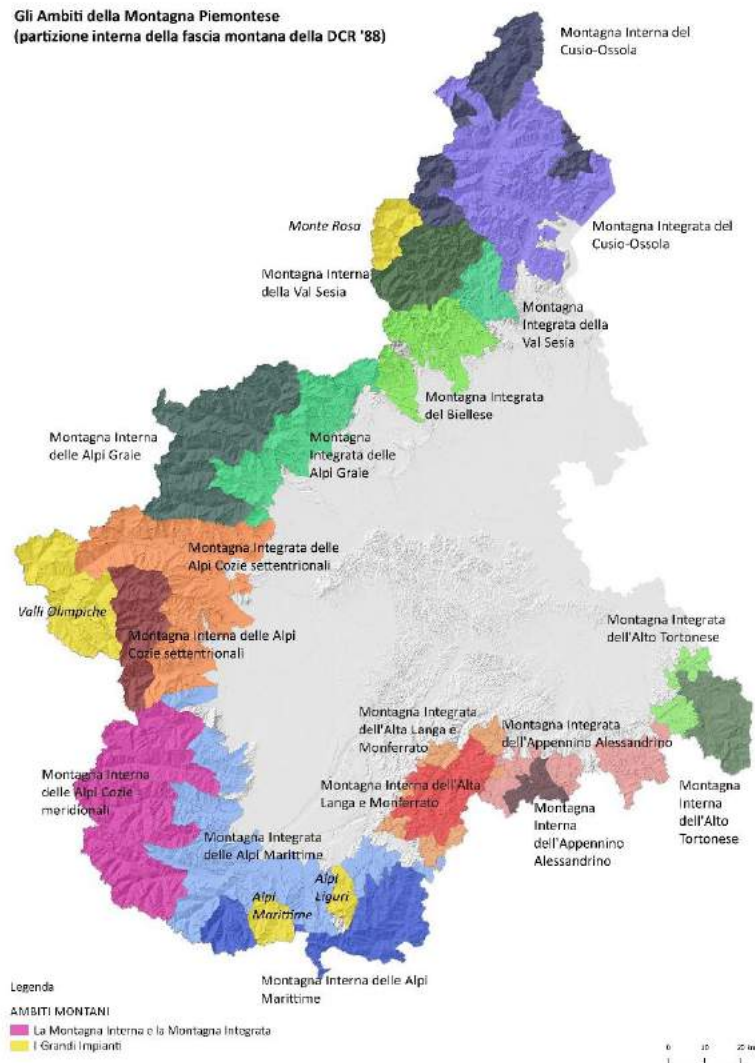 Gli Ambiti della Montagna Piemontese
(partizione interna della fascia montana della DCR '88)
Montagna Interna del
Cusio-Ossola
Monte Rosa
Montagna Integrata del
Cusio-Ossola
Montagna Interna
della Val Sesia
Montagna
Integrata della
Val Sesia
Montagna Integrata
del Biellese
Montagna Interna
delle Alpi Graie
Montagna
Integrata delle
Alpi Graie
Montagna Integrata delle
Alpi Cozie settentrionali
Valli Olimpiche
Montagna Interna delle Alpi
Cozie settentrionali
Montagna Integrata
dell'Alto Tortonese
Montagna Integrata
dell'Alta Langa e
Monferrato
Montagna Integrata
dell'Appennino Alessandrino
Montagna Interna
delle Alpi Cozie
meridionali
Montagna Interna dell'Alta
Langa e Monferrato
Montagna
Interna
dell'Appennino
Alessandrino
Montagna
Interna
dell'Alto
Tortonese
Montagna Integrata
delle Alpi Marittime
Alpi
Marittime
Alpi
Liguri
Montagna Interna delle Alpi
Marittime
Legenda
AMBITI MONTANI
La Montagna Interna e la Montagna Integrata
I Grandi Impianti
0 10 20 km